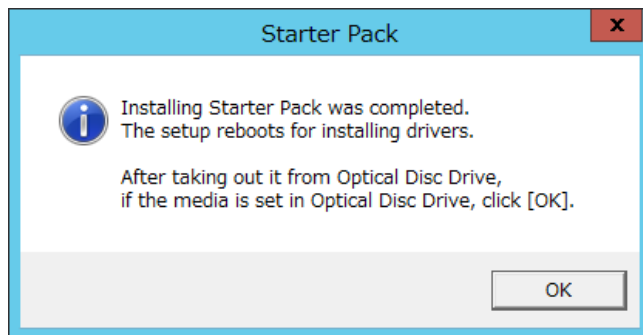 Starter Pack
x
Installing Starter Pack was completed.
The setup reboots for installing drivers.
After taking out it from Optical Disc Drive,
if the media is set in Optical Disc Drive, click [OK].
OK